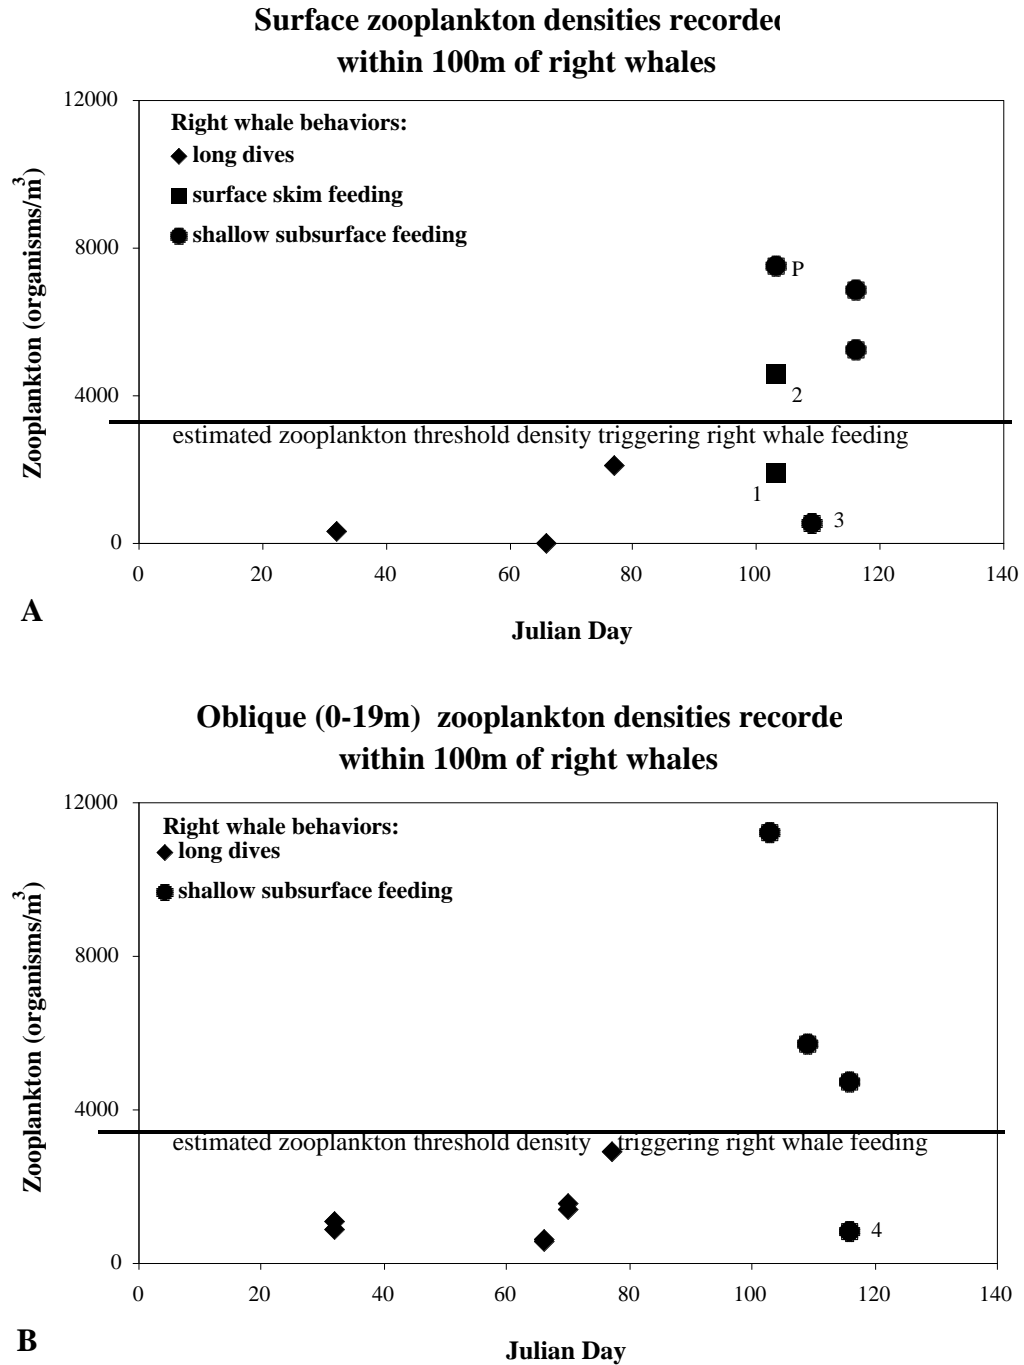 Surface zooplankton densities recorded
within 100m of right whales
12000
Right whale behaviors:
long dives
surface skim feeding
shallow subsurface feeding
8000
P
4000
2
estimated zooplankton threshold density triggering right whale feeding
1
3
0
0 20 40 60 80 100 120 140
Zooplankton (organisms/m3)
A
Julian Day
Oblique (0-19m) zooplankton densities recorde
within 100m of right whales
12000
Right whale behaviors:
long dives
shallow subsurface feeding
8000
4000
estimated zooplankton threshold density triggering right whale feeding
4
0
0 20 40 60 80 100 120 140
Zooplankton (organisms/m3)
B
Julian Day